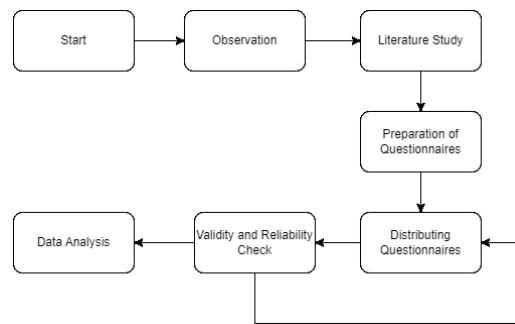 Start
Observation
Literature Study
Preparation of
Questionnaires
Distributing
Questionnaires
Validity and Reliability
Check
Data Analysis